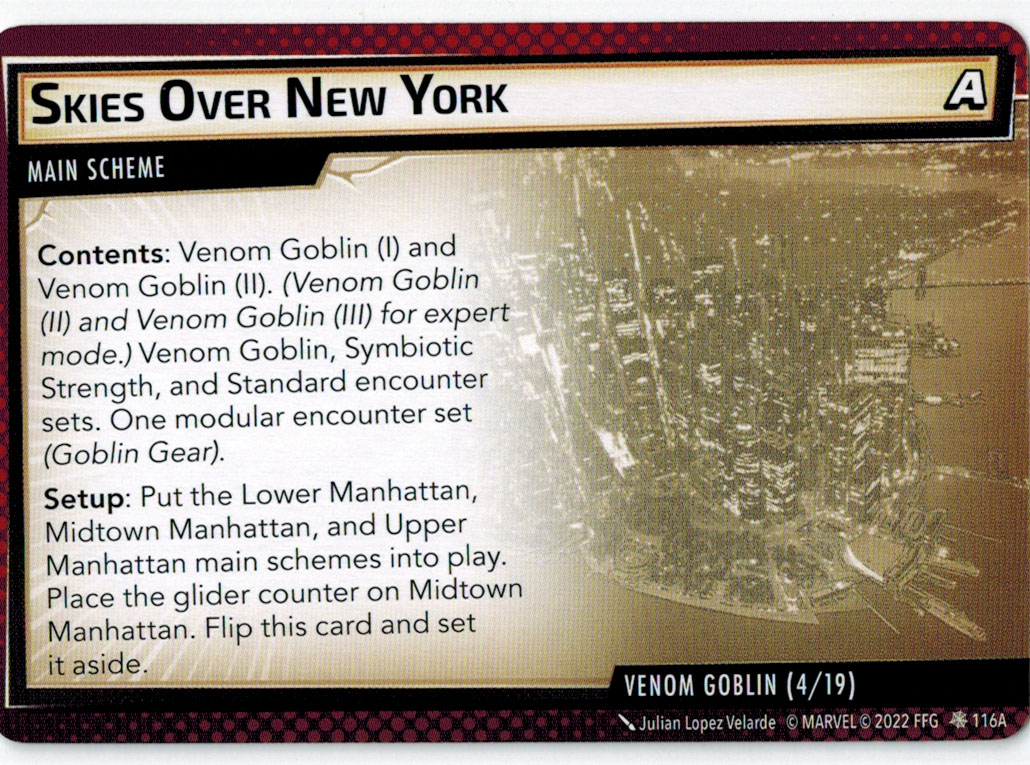 SKIES OVER NEW YORK
A
MAIN SCHEME
Contents: Venom Goblin (I) and
Venom Goblin (II). (Venom Goblin
(II) and Venom Goblin (III) for expert
mode.) Venom Goblin, Symbiotic
Strength, and Standard encounter
sets. One modular encounter set
(Goblin Gear).
Setup: Put the Lower Manhattan,
Midtown Manhattan, and Upper
Manhattan main schemes into play.
Place the glider counter on Midtown
Manhattan. Flip this card and set
it aside.
VENOM GOBLIN (4/19)
Julian Lopez Velarde © MARVEL © 2022 FFG 116A